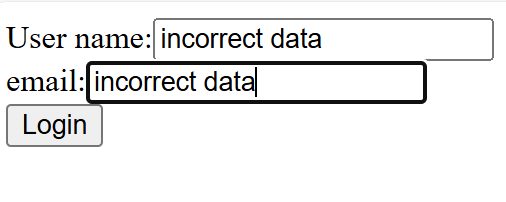 User name: incorrect data
email: incorrect data
Login